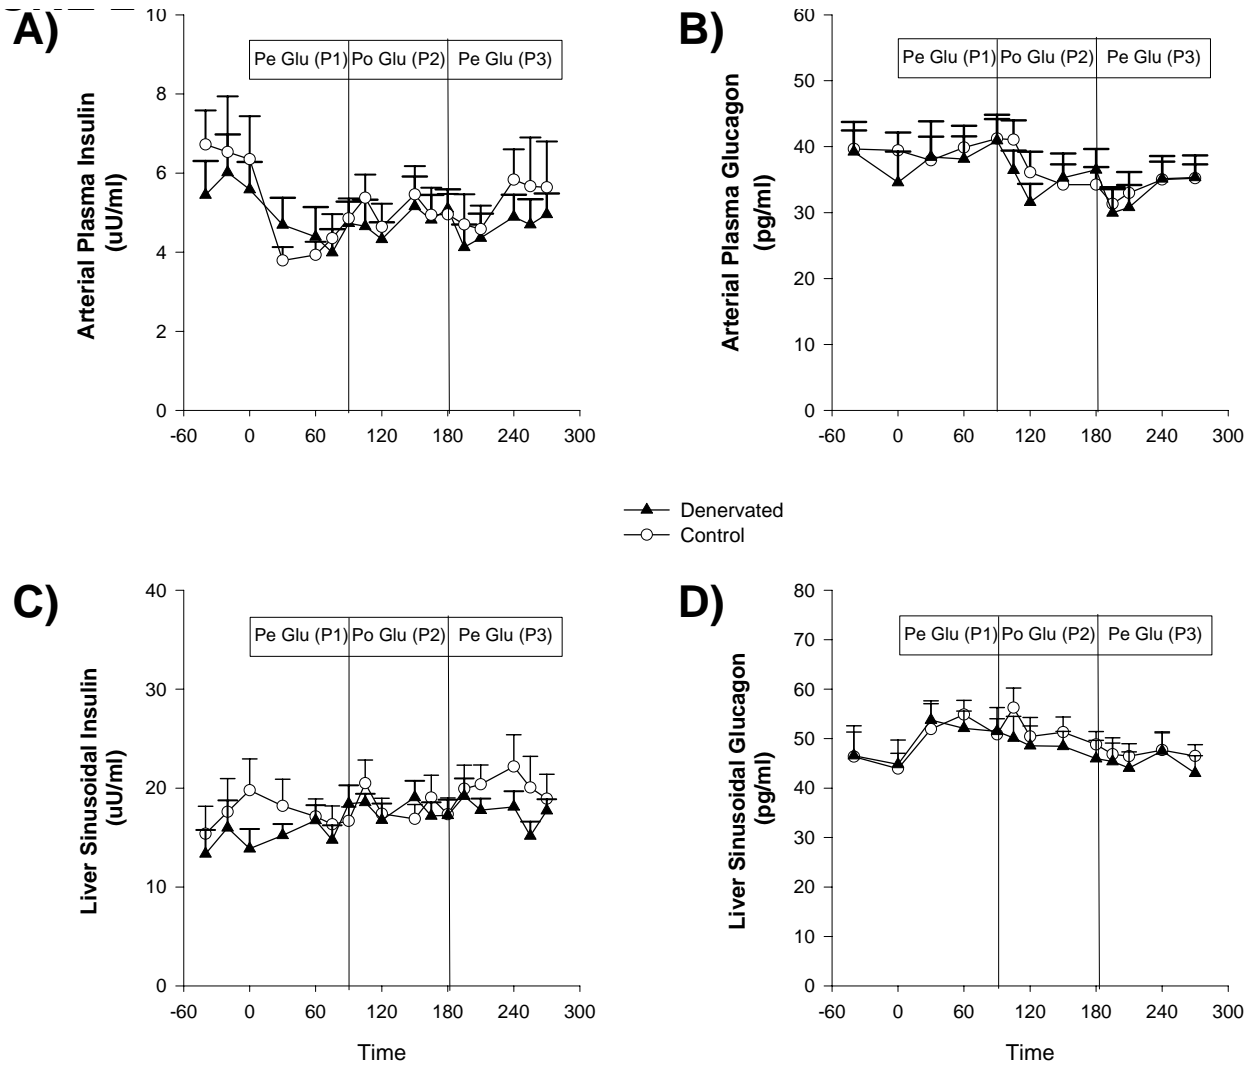 A)
10
8
6
4
2
0
Arterial Plasma Insulin
(uU/ml)
Pe Glu (P1) Po Glu (P2) Pe Glu (P3)
-60 0 60 120 180 240 300
B)
60
50
40
30
20
10
0
Arterial Plasma Glucagon
(pg/ml)
Pe Glu (P1) Po Glu (P2) Pe Glu (P3)
-60 0 60 120 180 240 300
Denervated
Control
C)
40
30
20
10
0
Liver Sinusoidal Insulin
(uU/ml)
Pe Glu (P1) Po Glu (P2) Pe Glu (P3)
-60 0 60 120 180 240 300
Time
D)
80
70
60
50
40
30
20
10
0
Liver Sinusoidal Glucagon
(pg/ml)
Pe Glu (P1) Po Glu (P2) Pe Glu (P3)
-60 0 60 120 180 240 300
Time